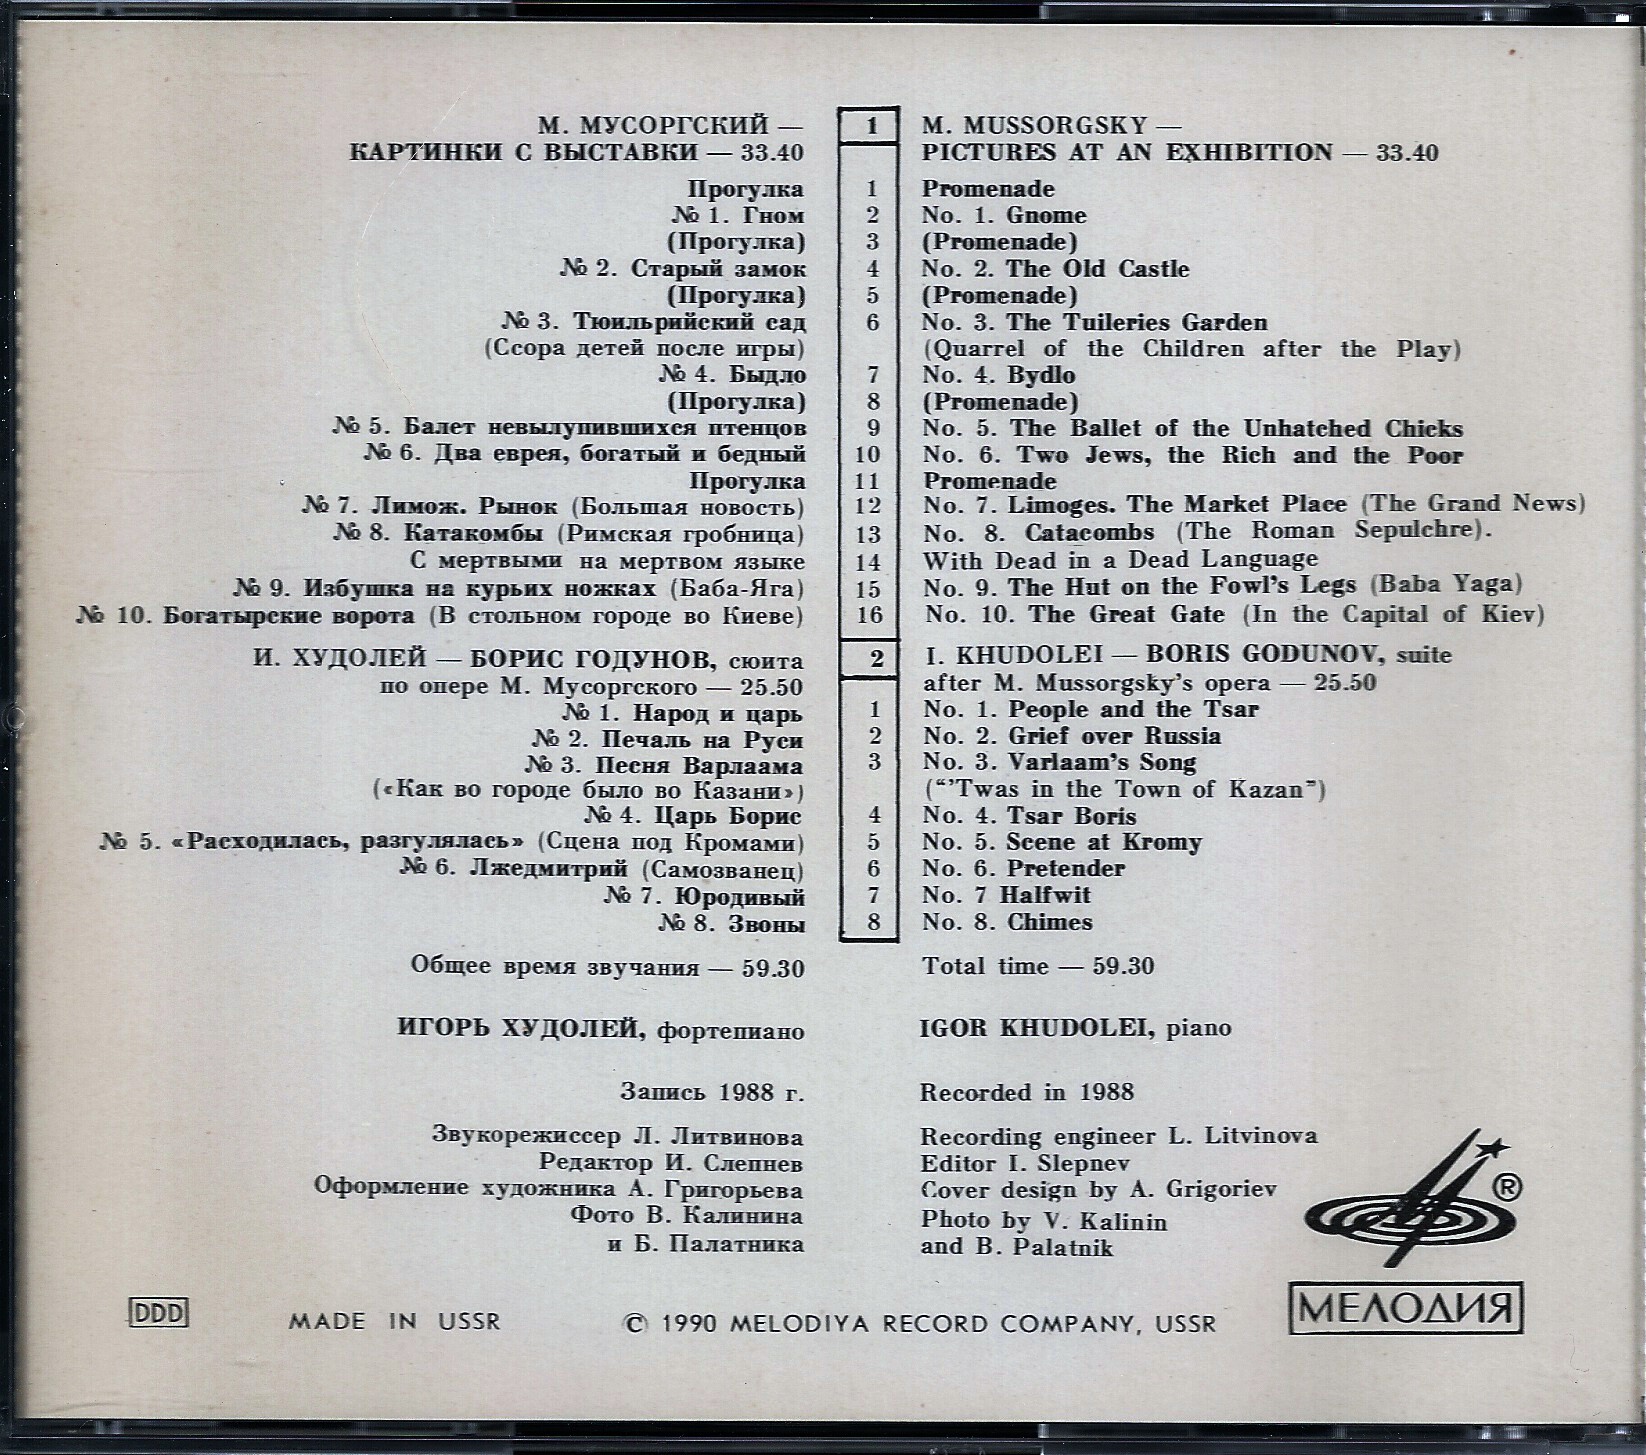 М. МУСОРГСКИЙ —
КАРТИНКИ С ВЫСТАВКИ — 33.40
Прогулка
№ 1. Гном
(Прогулка)
№ 2. Старый замок
(Прогулка)
№ 3. Тюильрийский сад
(Ссора детей после игры)
№ 4. Быдло
(Прогулка)
№ 5. Балет невылупившихся птенцов
№ 6. Два еврея, богатый и бедный
Прогулка
№ 7. Лимож. Рынок (Большая новость)
№ 8. Катакомбы (Римская гробница)
С мертвыми на мертвом языке
№ 9. Избушка на курьих ножках (Баба-Яга)
№ 10. Богатырские ворота (В стольном городе во Киеве)
И. ХУДОЛЕЙ — БОРИС ГОДУНОВ, сюита
по опере М. Мусоргского — 25.50
№ 1. Народ и царь
№ 2. Печаль на Руси
№ 3. Песня Варлаама
(«Как во городе было во Казани»)
№ 4. Царь Борис
№ 5. «Расходилась, разгулялась» (Сцена под Кромами)
№ 6. Лжедмитрий (Самозванец)
№ 7. Юродивый
№ 8. Звоны
Общее время звучания — 59.30
ИГОРЬ ХУДОЛЕЙ, фортепиано
Запись 1988 г.
Звукорежиссер Л. Литвинова
Редактор И. Слепнев
Оформление художника А. Григорьева
Фото В. Калинина
и Б. Палатника
1
1
2
3
4
5
6
7
8
9
10
11
12
13
14
15
16
2
1
2
3
4
5
6
7
8
M. MUSSORGSKY —
PICTURES AT AN EXHIBITION — 33.40
Promenade
No. 1. Gnome
(Promenade)
No. 2. The Old Castle
(Promenade)
No. 3. The Tuileries Garden
(Quarrel of the Children after the Play)
No. 4. Bydlo
(Promenade)
No. 5. The Ballet of the Unhatched Chicks
No. 6. Two Jews, the Rich and the Poor
Promenade
No. 7. Limoges. The Market Place (The Grand News)
No. 8. Catacombs (The Roman Sepulchre).
With Dead in a Dead Language
No. 9. The Hut on the Fowl's Legs (Baba Yaga)
No. 10. The Great Gate (In the Capital of Kiev)
I. KHUDOLEI — BORIS GODUNOV, suite
after M. Mussorgsky's opera — 25.50
No. 1. People and the Tsar
No. 2. Grief over Russia
No. 3. Varlaam's Song
("'Twas in the Town of Kazan")
No. 4. Tsar Boris
No. 5. Scene at Kromy
No. 6. Pretender
No. 7 Halfwit
No. 8. Chimes
Total time — 59.30
IGOR KHUDOLEI, piano
Recorded in 1988
Recording engineer L. Litvinova
Editor I. Slepnev
Cover design by A. Grigoriev
Photo by V. Kalinin
and B. Palatnik
®
DDD
MADE IN USSR
© 1990 MELODIYA RECORD COMPANY, USSR
МЕЛОДИЯ